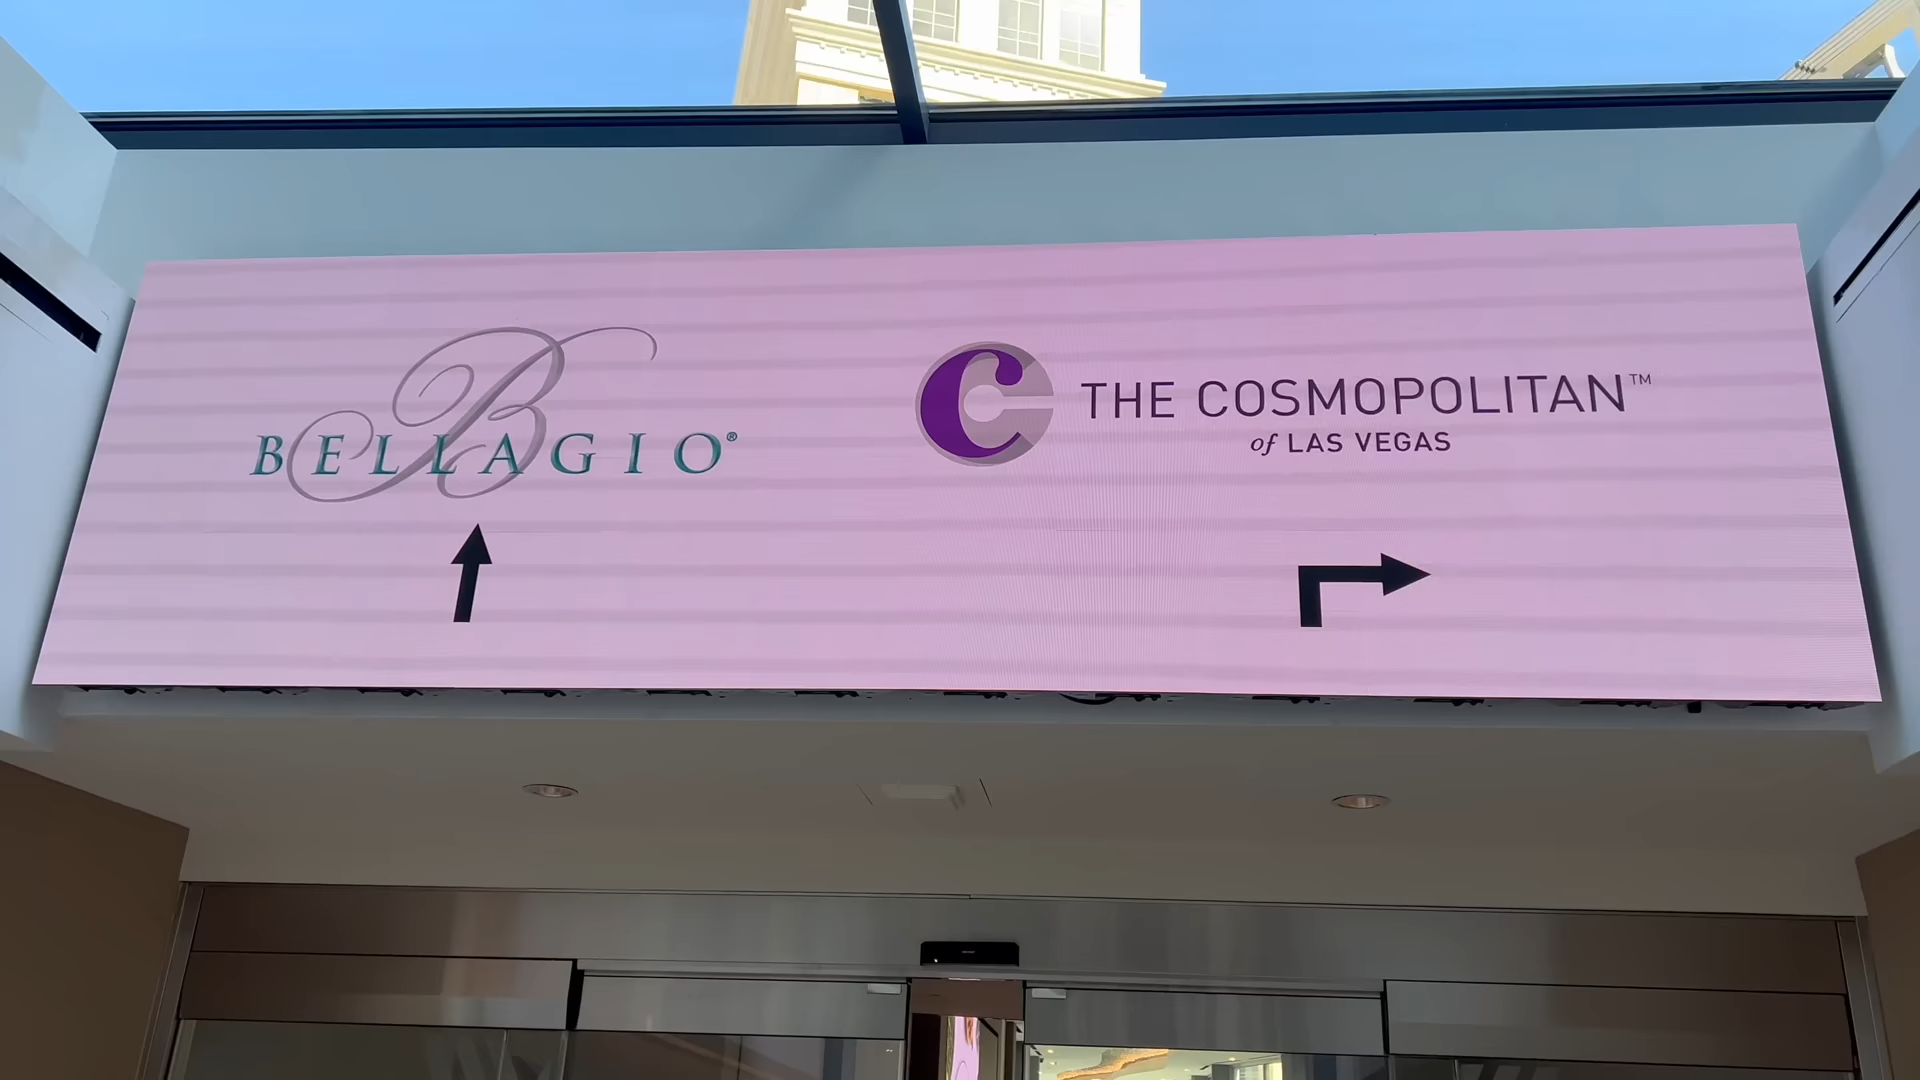 B
BELLAGIO®
C
THE COSMOPOLITAN™
of LAS VEGAS